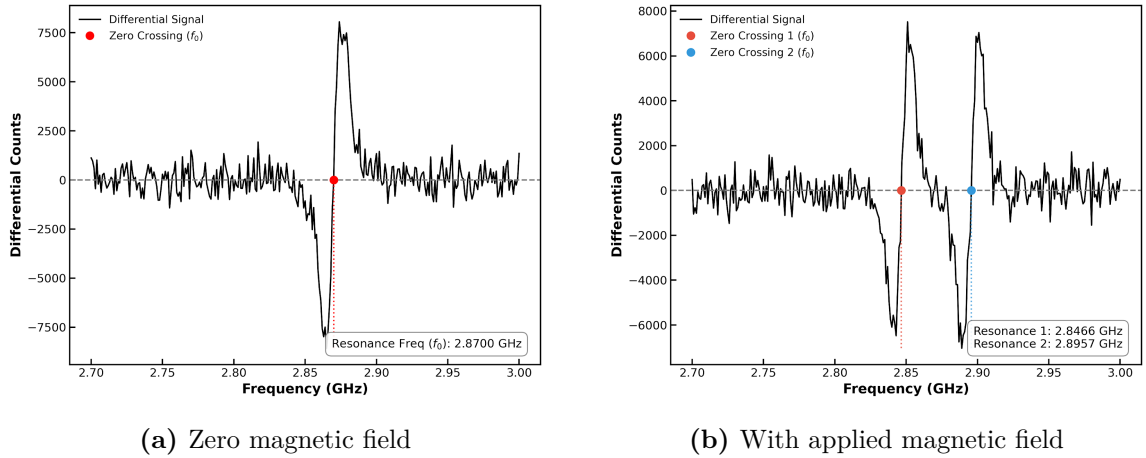 Differential Signal
Zero Crossing (f₀)
Differential Counts
7500
5000
2500
0
−2500
−5000
−7500
Resonance Freq (f₀): 2.8700 GHz
2.70 2.75 2.80 2.85 2.90 2.95 3.00
Frequency (GHz)
(a) Zero magnetic field
Differential Signal
Zero Crossing 1 (f₀)
Zero Crossing 2 (f₀)
Differential Counts
8000
6000
4000
2000
0
−2000
−4000
−6000
Resonance 1: 2.8466 GHz
Resonance 2: 2.8957 GHz
2.70 2.75 2.80 2.85 2.90 2.95 3.00
Frequency (GHz)
(b) With applied magnetic field